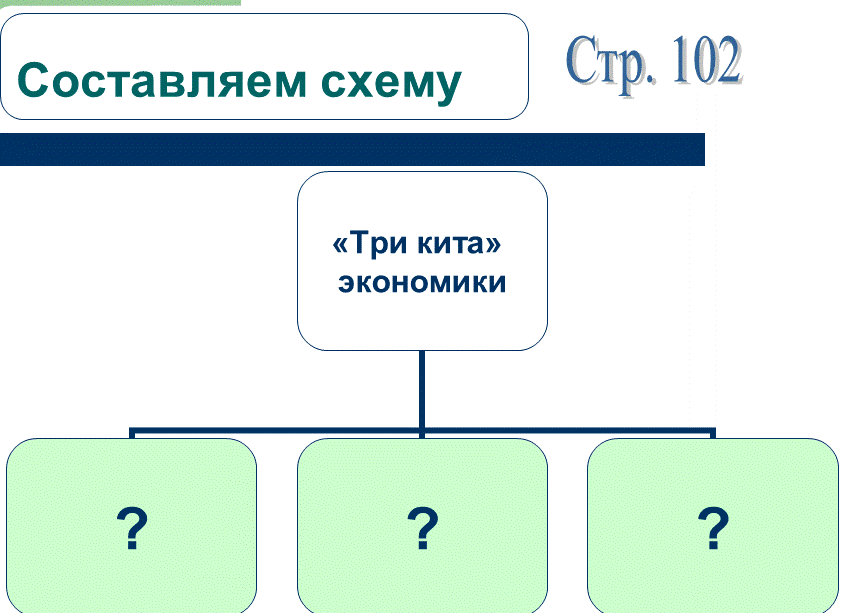 Составляем схему
Стр. 102
«Три кита»
экономики
? ? ?